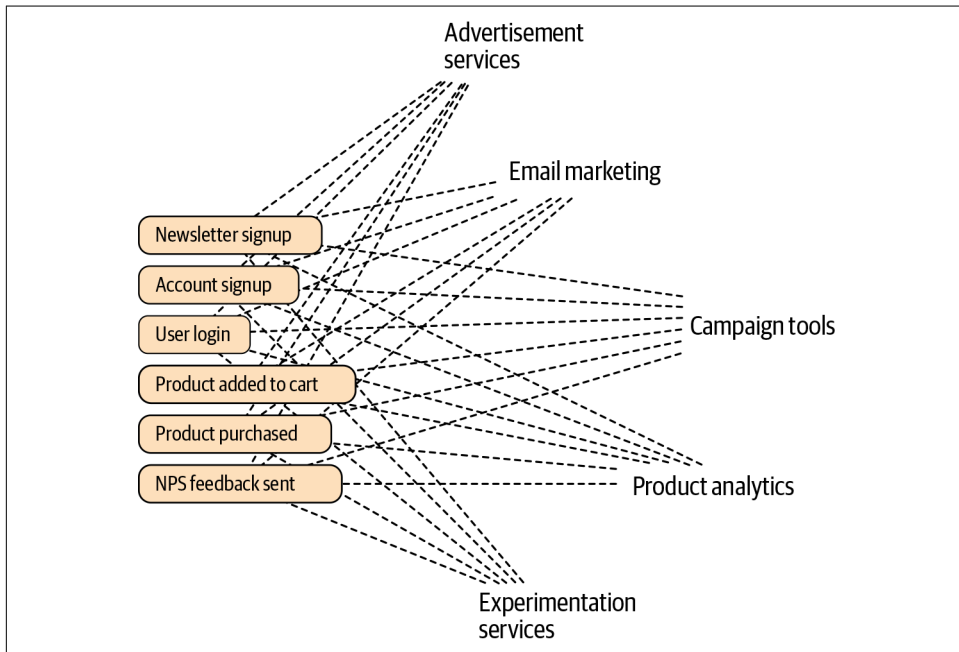 Advertisement
services
Email marketing
Newsletter signup
Account signup
User login
Campaign tools
Product added to cart
Product purchased
NPS feedback sent
Product analytics
Experimentation
services